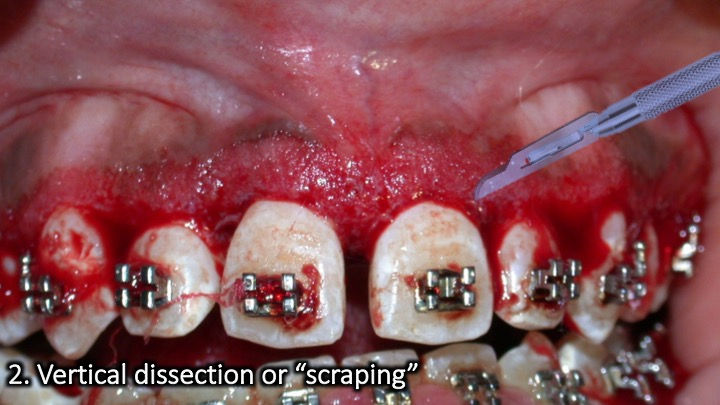 2. Vertical dissection or “scraping”